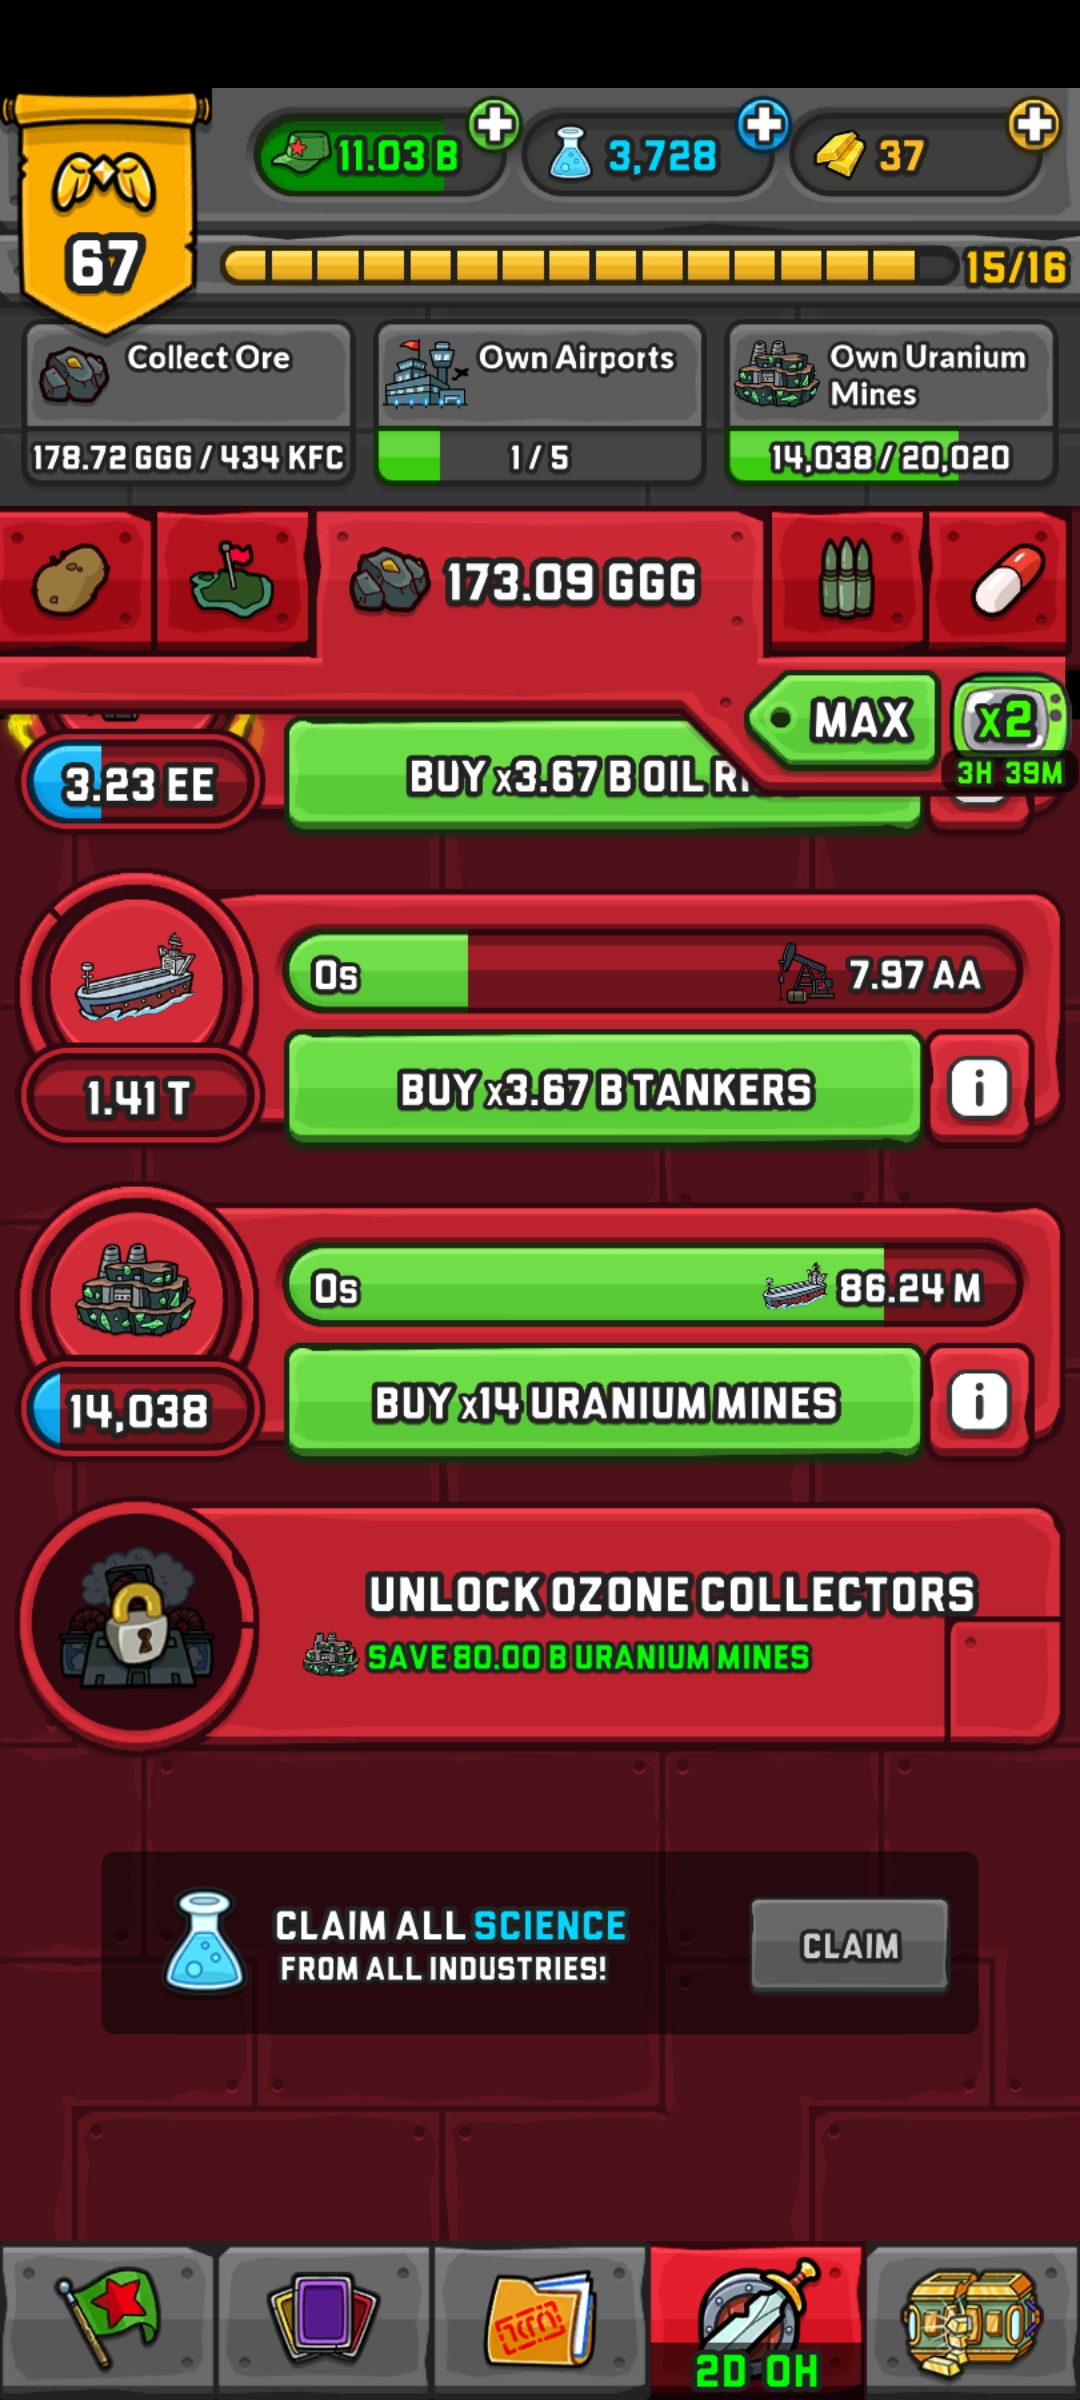 11.03 B
3,728
37
67
15/16
Collect Ore
178.72 GGG / 434 KFC
Own Airports
1 / 5
Own Uranium
Mines
14,038 / 20,020
173.09 GGG
MAX
x2
3H 39M
3.23 EE
BUY x3.67 B OIL
0s
7.97 AA
1.41 T
BUY x3.67 B TANKERS
i
0s
86.24 M
14,038
BUY x14 URANIUM MINES
i
UNLOCK OZONE COLLECTORS
SAVE 80.00 B URANIUM MINES
CLAIM ALL SCIENCE
FROM ALL INDUSTRIES!
CLAIM
2D 0H